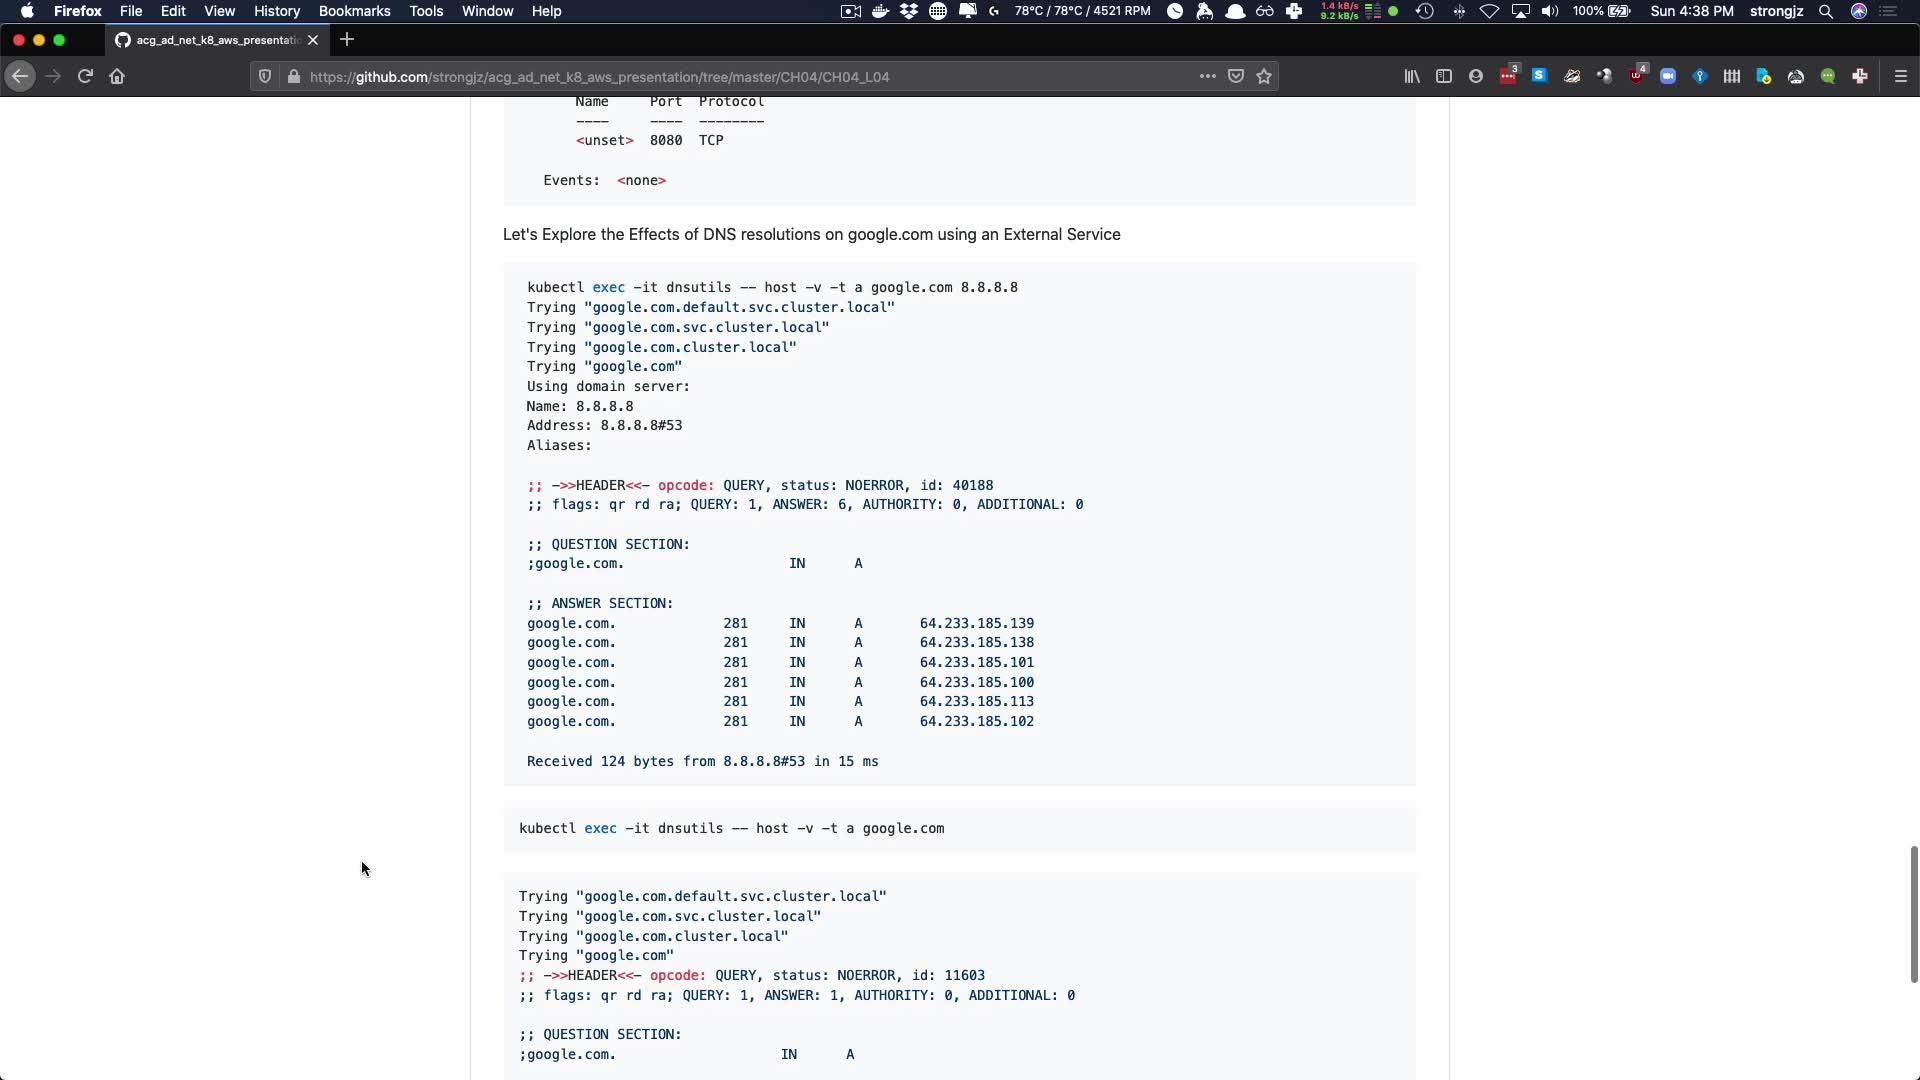 Firefox File Edit View History Bookmarks Tools Window Help 78°C / 78°C / 4521 RPM 1.4 kB/s 9.2 kB/s 100% Sun 4:38 PM strongjz
acg_ad_net_k8_aws_presentatio
https://github.com/strongjz/acg_ad_net_k8_aws_presentation/tree/master/CH04/CH04_L04 3 4
Name Port Protocol
---- ---- --------
<unset> 8080 TCP
Events: <none>
Let's Explore the Effects of DNS resolutions on google.com using an External Service
kubectl exec -it dnsutils -- host -v -t a google.com 8.8.8.8
Trying "google.com.default.svc.cluster.local"
Trying "google.com.svc.cluster.local"
Trying "google.com.cluster.local"
Trying "google.com"
Using domain server:
Name: 8.8.8.8
Address: 8.8.8.8#53
Aliases:
;; ->>HEADER<<- opcode: QUERY, status: NOERROR, id: 40188
;; flags: qr rd ra; QUERY: 1, ANSWER: 6, AUTHORITY: 0, ADDITIONAL: 0
;; QUESTION SECTION:
;google.com. IN A
;; ANSWER SECTION:
google.com. 281 IN A 64.233.185.139
google.com. 281 IN A 64.233.185.138
google.com. 281 IN A 64.233.185.101
google.com. 281 IN A 64.233.185.100
google.com. 281 IN A 64.233.185.113
google.com. 281 IN A 64.233.185.102
Received 124 bytes from 8.8.8.8#53 in 15 ms
kubectl exec -it dnsutils -- host -v -t a google.com
Trying "google.com.default.svc.cluster.local"
Trying "google.com.svc.cluster.local"
Trying "google.com.cluster.local"
Trying "google.com"
;; ->>HEADER<<- opcode: QUERY, status: NOERROR, id: 11603
;; flags: qr rd ra; QUERY: 1, ANSWER: 1, AUTHORITY: 0, ADDITIONAL: 0
;; QUESTION SECTION:
;google.com. IN A